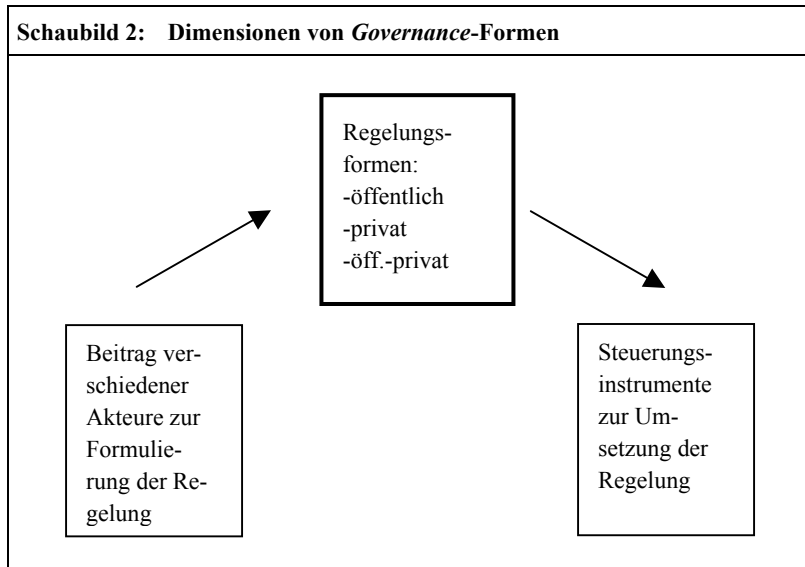 Schaubild 2: Dimensionen von Governance-Formen
Regelungs-
formen:
-öffentlich
-privat
-öff.-privat
Beitrag ver-
schiedener
Akteure zur
Formulie-
rung der Re-
gelung
Steuerungs-
instrumente
zur Um-
setzung der
Regelung